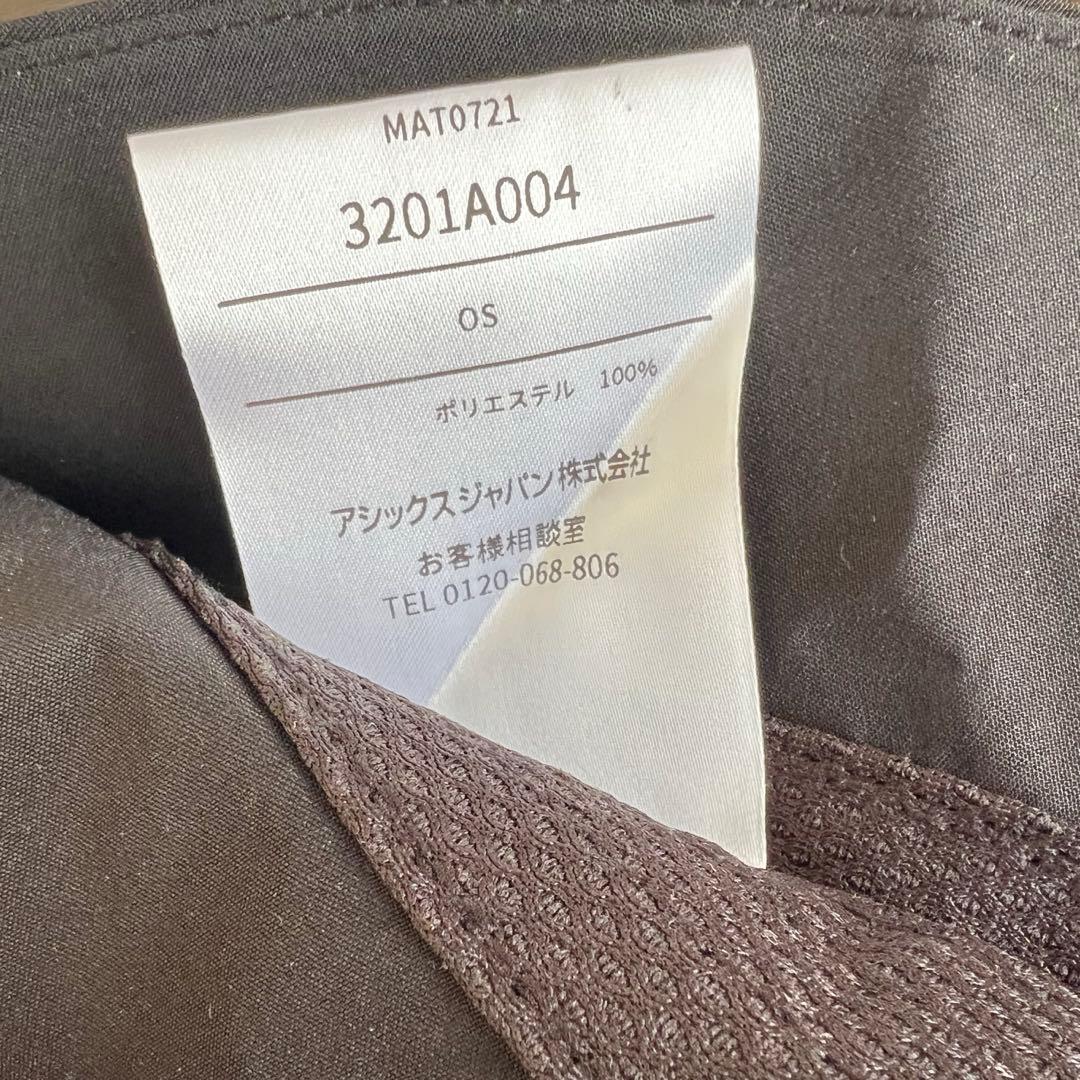 MAT0721
3201A004
OS
ポリエステル 100%
アシックスジャパン株式会社
お客様相談室
TEL 0120-068-806